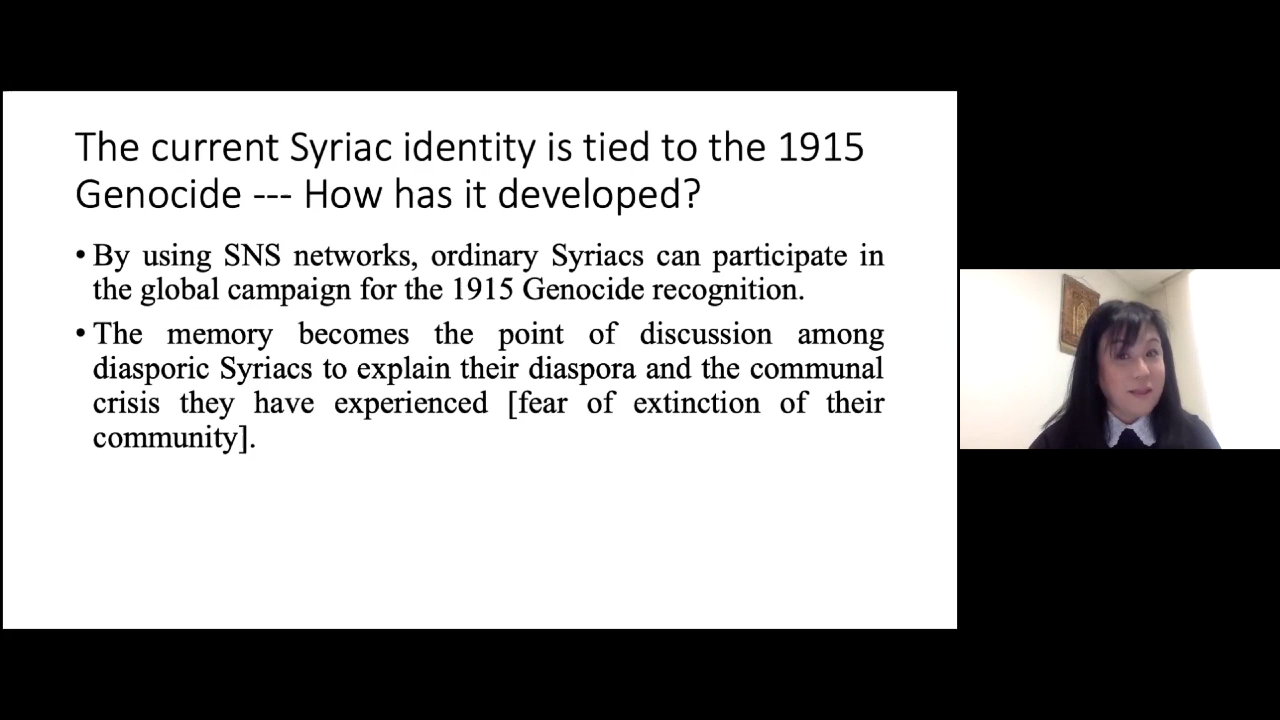 The current Syriac identity is tied to the 1915
Genocide --- How has it developed?
• By using SNS networks, ordinary Syriacs can participate in
the global campaign for the 1915 Genocide recognition.
• The memory becomes the point of discussion among
diasporic Syriacs to explain their diaspora and the communal
crisis they have experienced [fear of extinction of their
community].